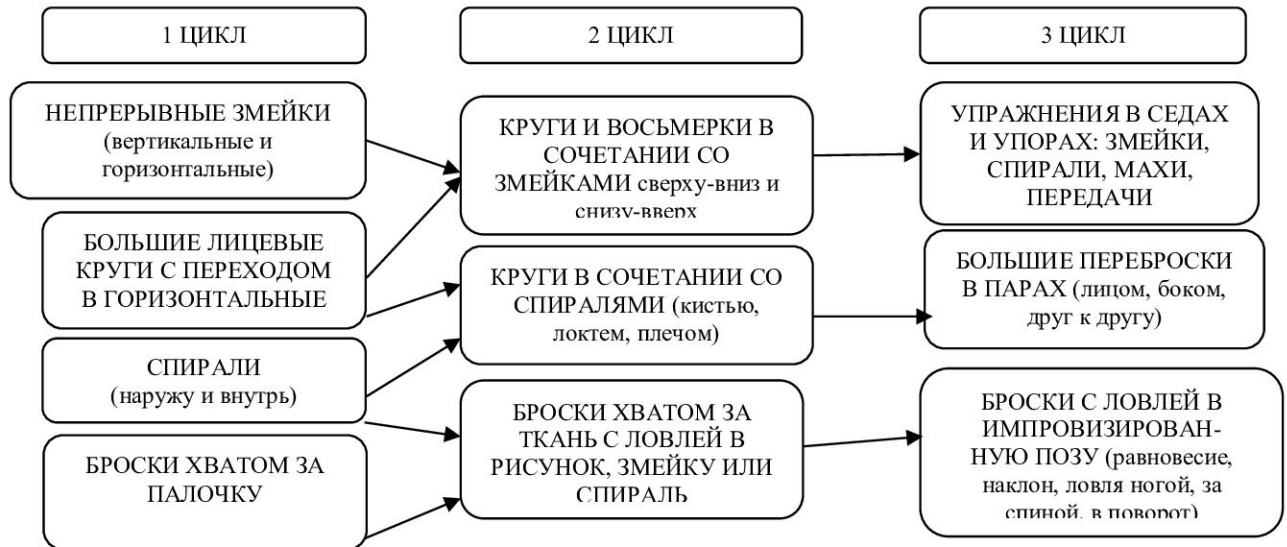 1 ЦИКЛ
НЕПРЕРЫВНЫЕ ЗМЕЙКИ
(вертикальные и
горизонтальные)
БОЛЬШИЕ ЛИЦЕВЫЕ
КРУГИ С ПЕРЕХОДОМ
В ГОРИЗОНТАЛЬНЫЕ
СПИРАЛИ
(наружу и внутрь)
БРОСКИ ХВАТОМ ЗА
ПАЛОЧКУ
2 ЦИКЛ
КРУГИ И ВОСЬМЕРКИ В
СОЧЕТАНИИ СО
ЗМЕЙКАМИ сверху-вниз и
снизу-вверх
КРУГИ В СОЧЕТАНИИ СО
СПИРАЛЯМИ (кистью,
локтем, плечом)
БРОСКИ ХВАТОМ ЗА
ТКАНЬ С ЛОВЛЕЙ В
РИСУНОК, ЗМЕЙКУ ИЛИ
СПИРАЛЬ
3 ЦИКЛ
УПРАЖНЕНИЯ В СЕДАХ
И УПОРАХ: ЗМЕЙКИ,
СПИРАЛИ, МАХИ,
ПЕРЕДАЧИ
БОЛЬШИЕ ПЕРЕБРОСКИ
В ПАРАХ (лицом, боком,
друг к другу)
БРОСКИ С ЛОВЛЕЙ В
ИМПРОВИЗИРОВАН-
НУЮ ПОЗУ (равновесие,
наклон, ловля ногой, за
спиной, в поворот)